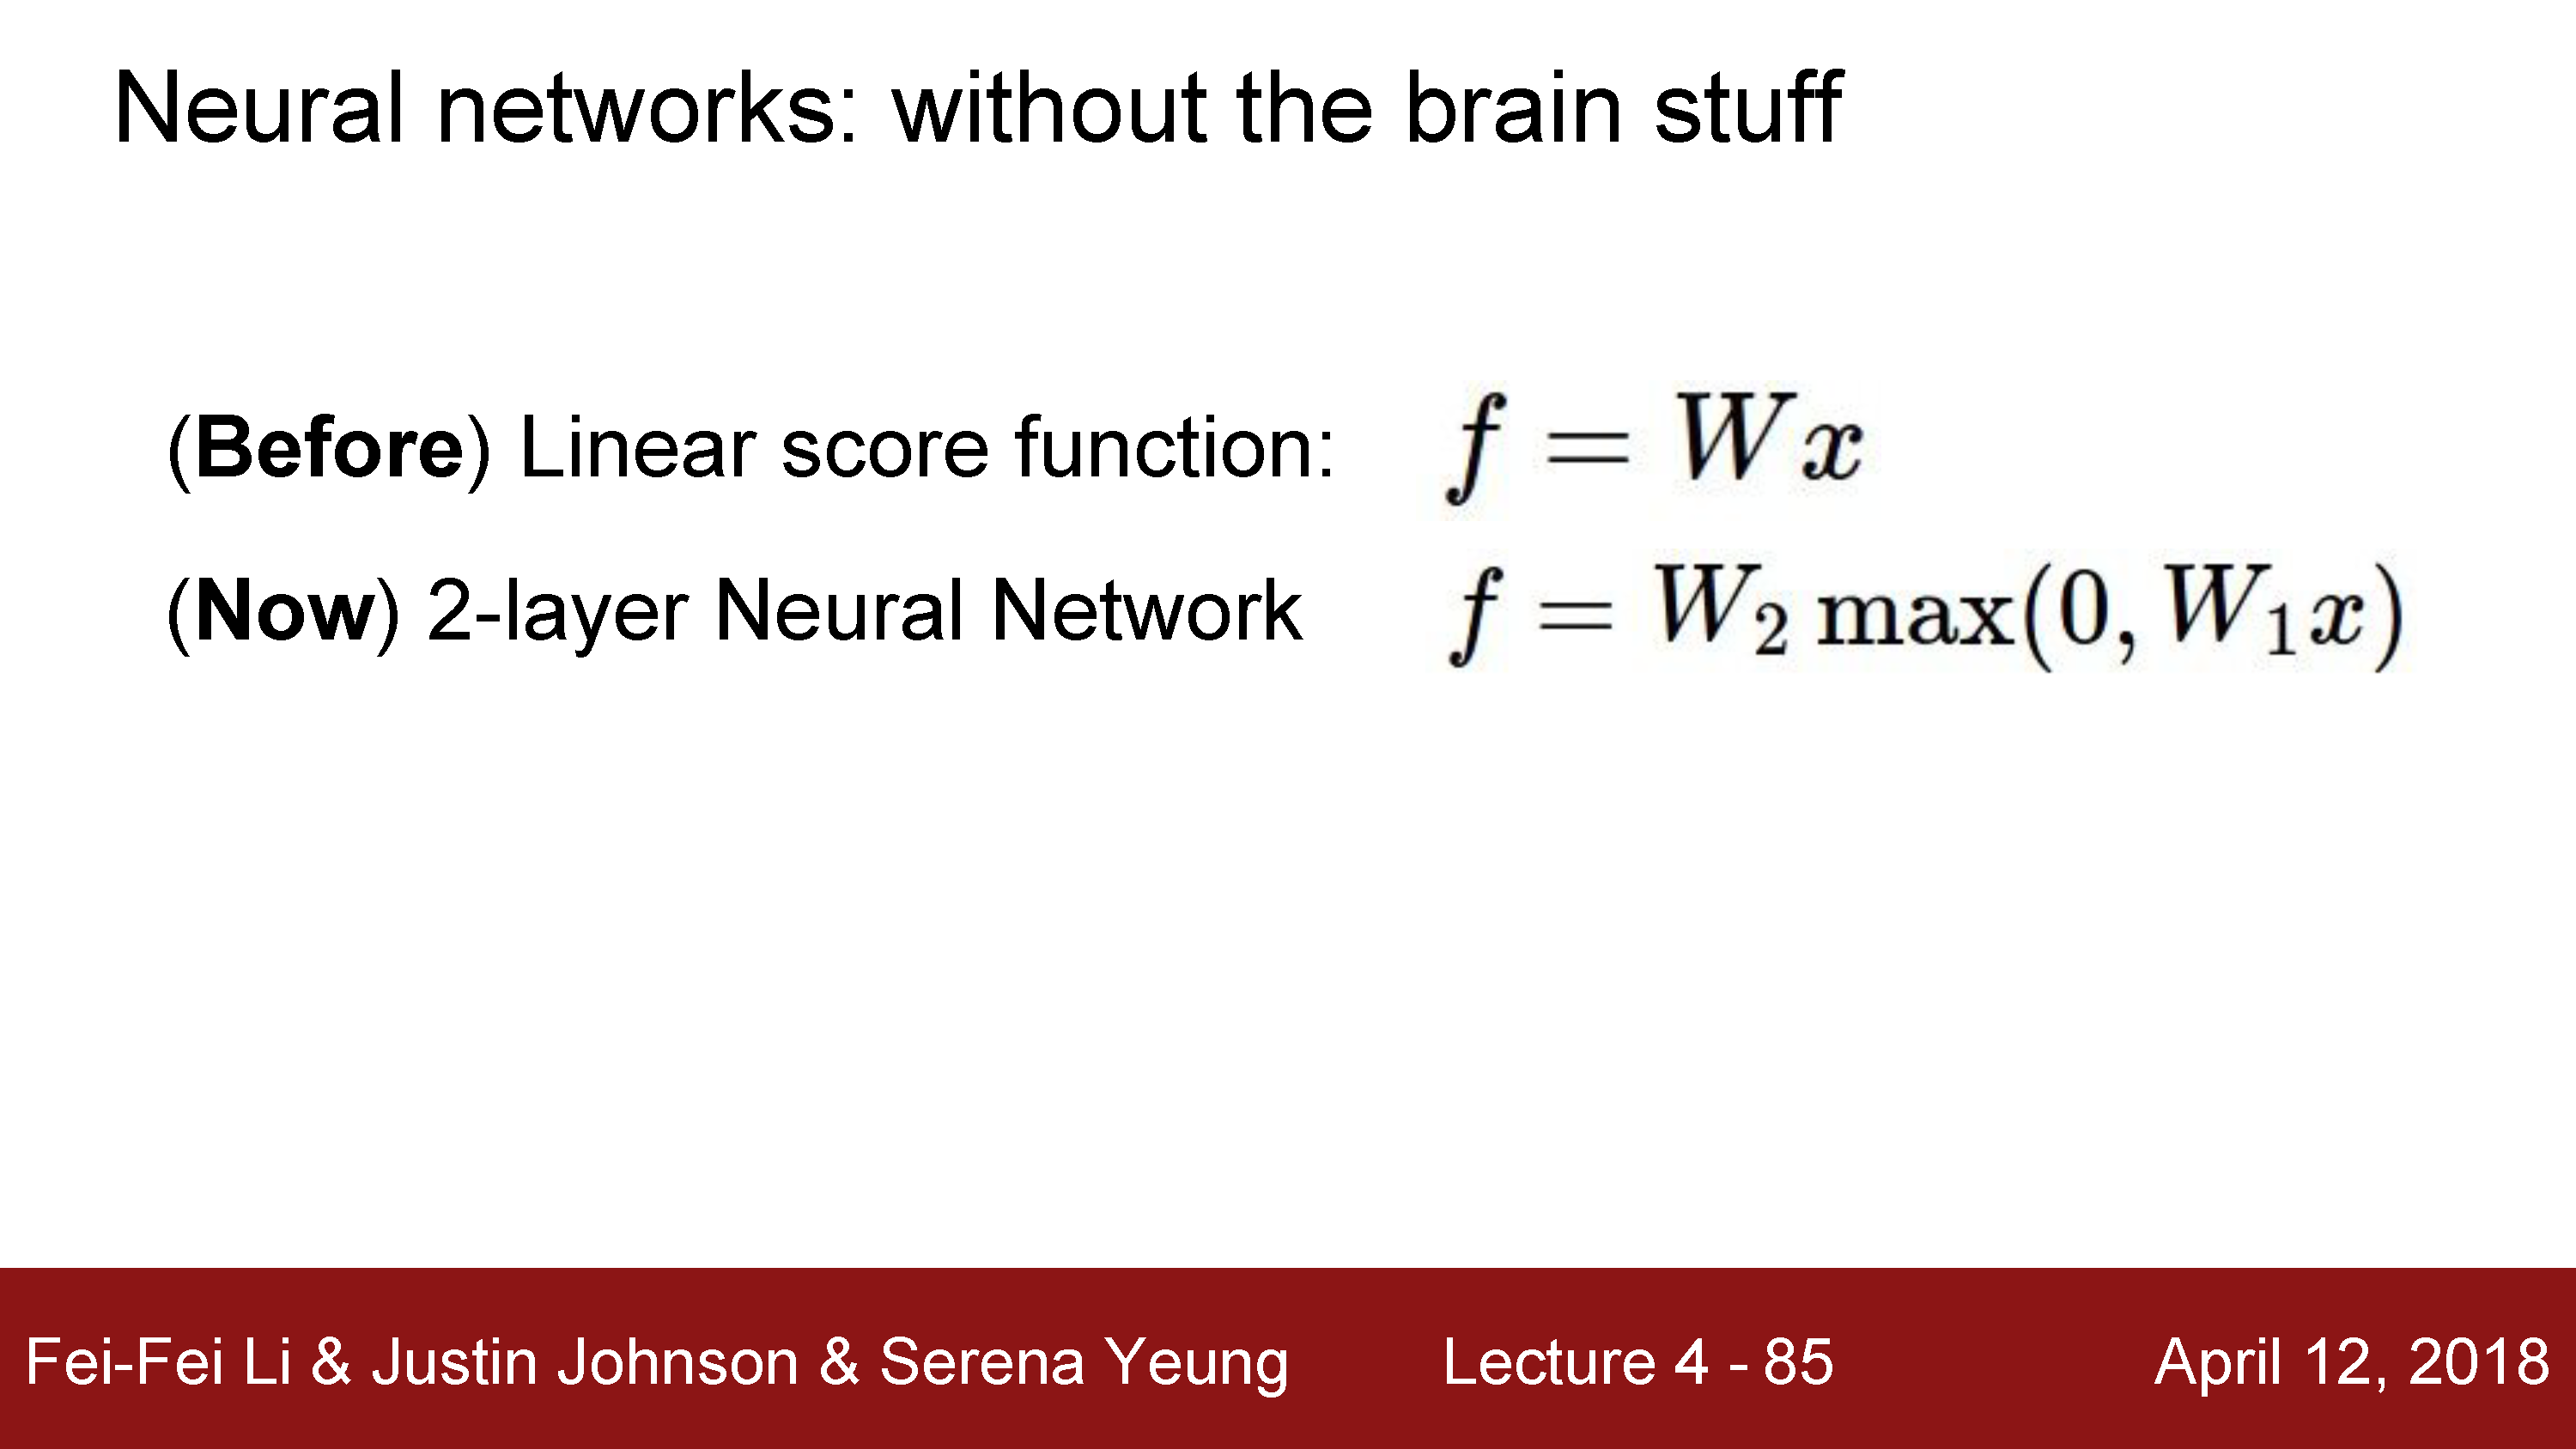 Neural networks: without the brain stuff
(Before) Linear score function: f = Wx
(Now) 2-layer Neural Network f = W₂ max(0, W₁x)
Fei-Fei Li & Justin Johnson & Serena Yeung Lecture 4 - 85 April 12, 2018